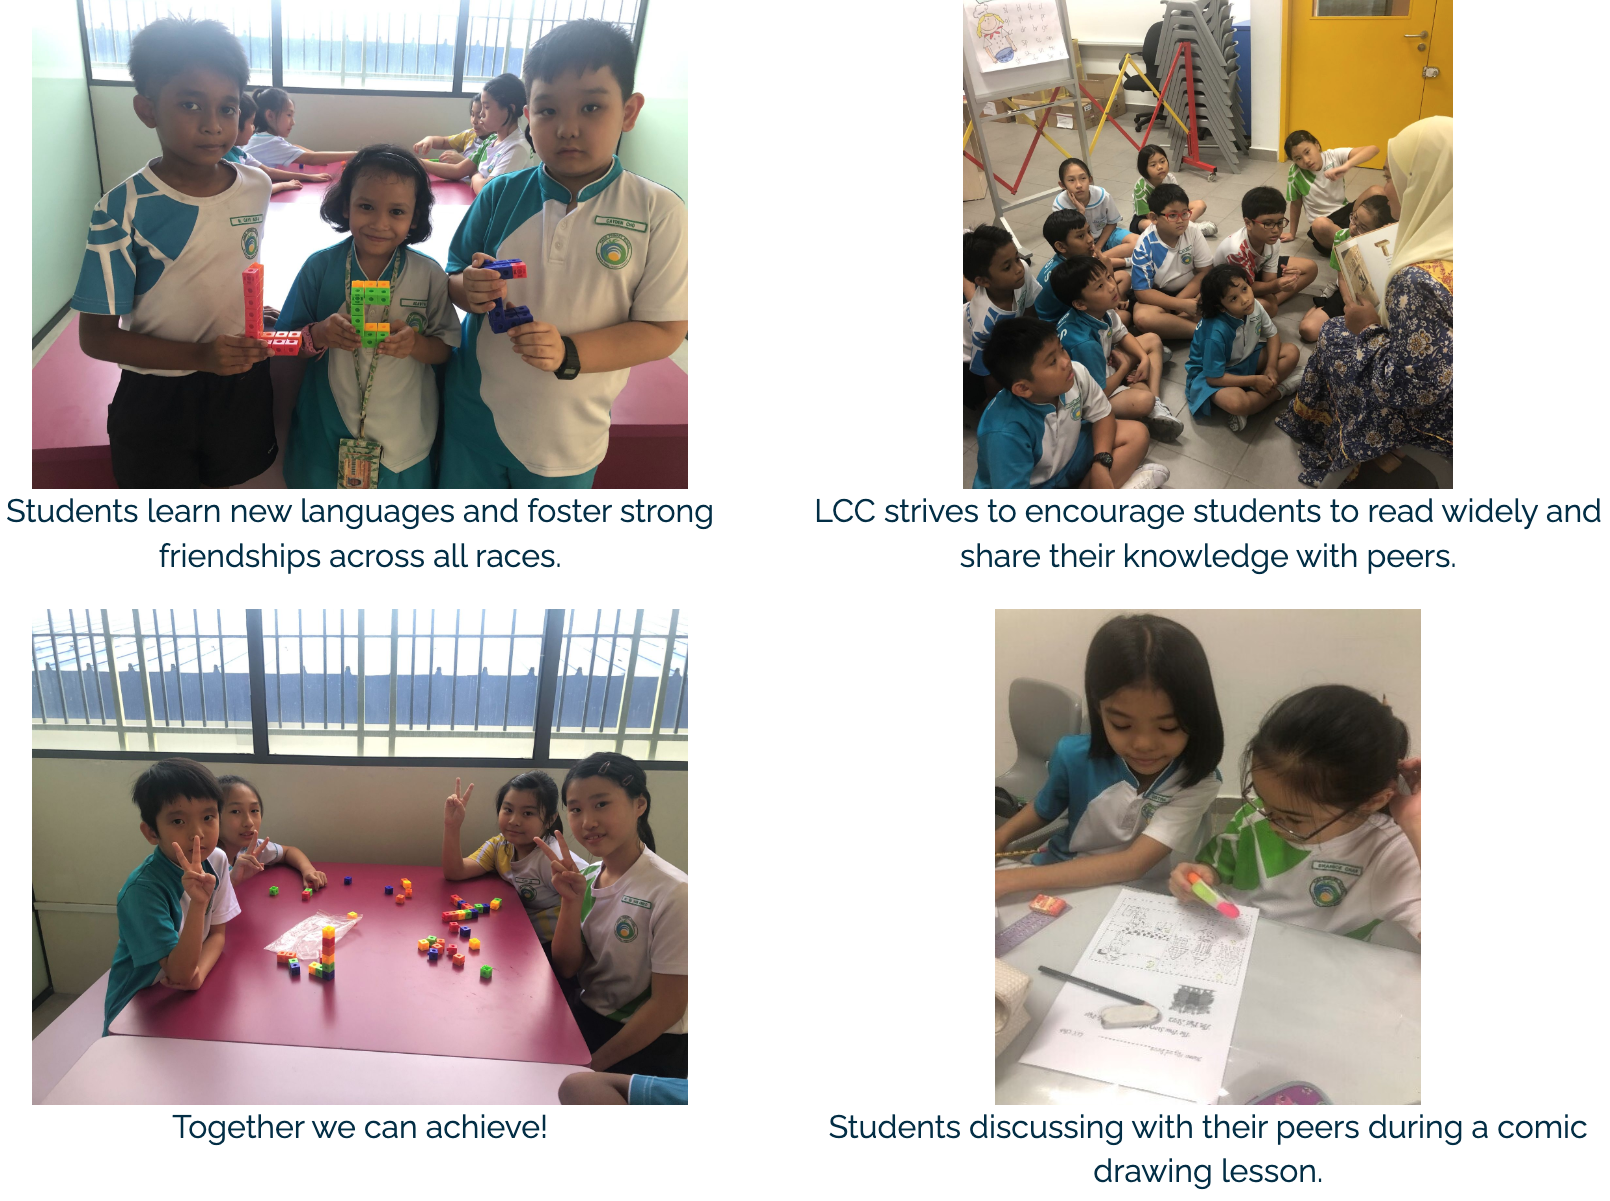 Students learn new languages and foster strong
friendships across all races.
LCC strives to encourage students to read widely and
share their knowledge with peers.
Together we can achieve!
Students discussing with their peers during a comic
drawing lesson.